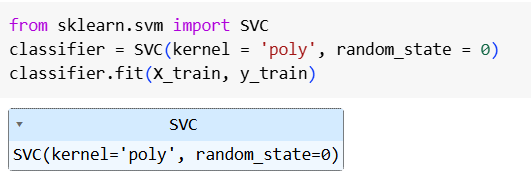 from sklearn.svm import SVC
classifier = SVC(kernel = 'poly', random_state = 0)
classifier.fit(X_train, y_train)
SVC
SVC(kernel='poly', random_state=0)